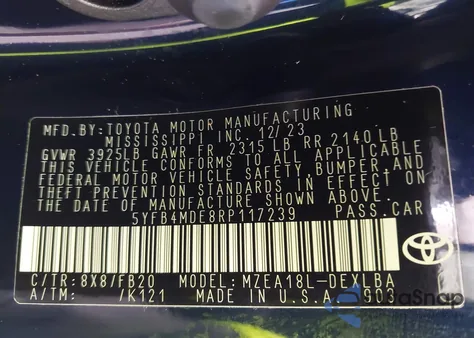 MFD.BY:TOYOTA MOTOR MANUFACTURING
MISSISSIPPI INC. 12/23
GVWR 3925LB GAWR FR 2315 LB RR 2140 LB
THIS VEHICLE CONFORMS TO ALL APPLICABLE
FEDERAL MOTOR VEHICLE SAFETY, BUMPER, AND
THEFT PREVENTION STANDARDS IN EFFECT ON
THE DATE OF MANUFACTURE SHOWN ABOVE.
5YFB4MDE8RP117239 PASS.CAR
C/TR:8X8/FB20 MODEL:MZEA18L-DEXLBA
A/TM: /K121 MADE IN U.S.A. 903